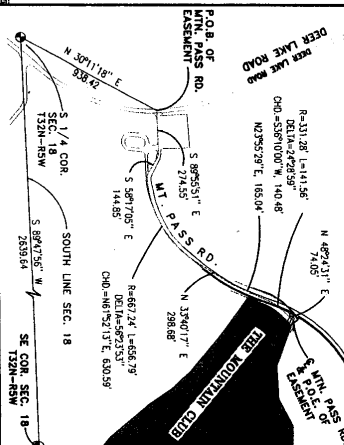 DEER LAKE ROAD
DEER LAKE ROAD
P.O.B. OF
MTN. PASS RD.
EASEMENT
N 30°11'18" E
938.42
R=331.28' L=141.56'
DELTA=24°28'59"
CHD.=S36°10'00"W, 140.48'
N23°55'29"E, 165.04'
N 48°24'31" E
74.05'
S 89°55'51" E
274.55'
S 58°17'05" E
144.85'
MT. PASS RD.
N 33°40'17" E
298.68'
R=667.24' L=656.79'
DELTA=56°23'53"
CHD.=N61°52'13"E, 630.59'
℄ MTN. PASS R
& P.O.E. OF
EASEMENT
THE MOUNTAIN CLUB
S 1/4 COR.
SEC. 18
T32N-R5W
SOUTH LINE SEC. 18
S 89°47'56" W
2639.64
SE COR. SEC. 18
T32N-R5W